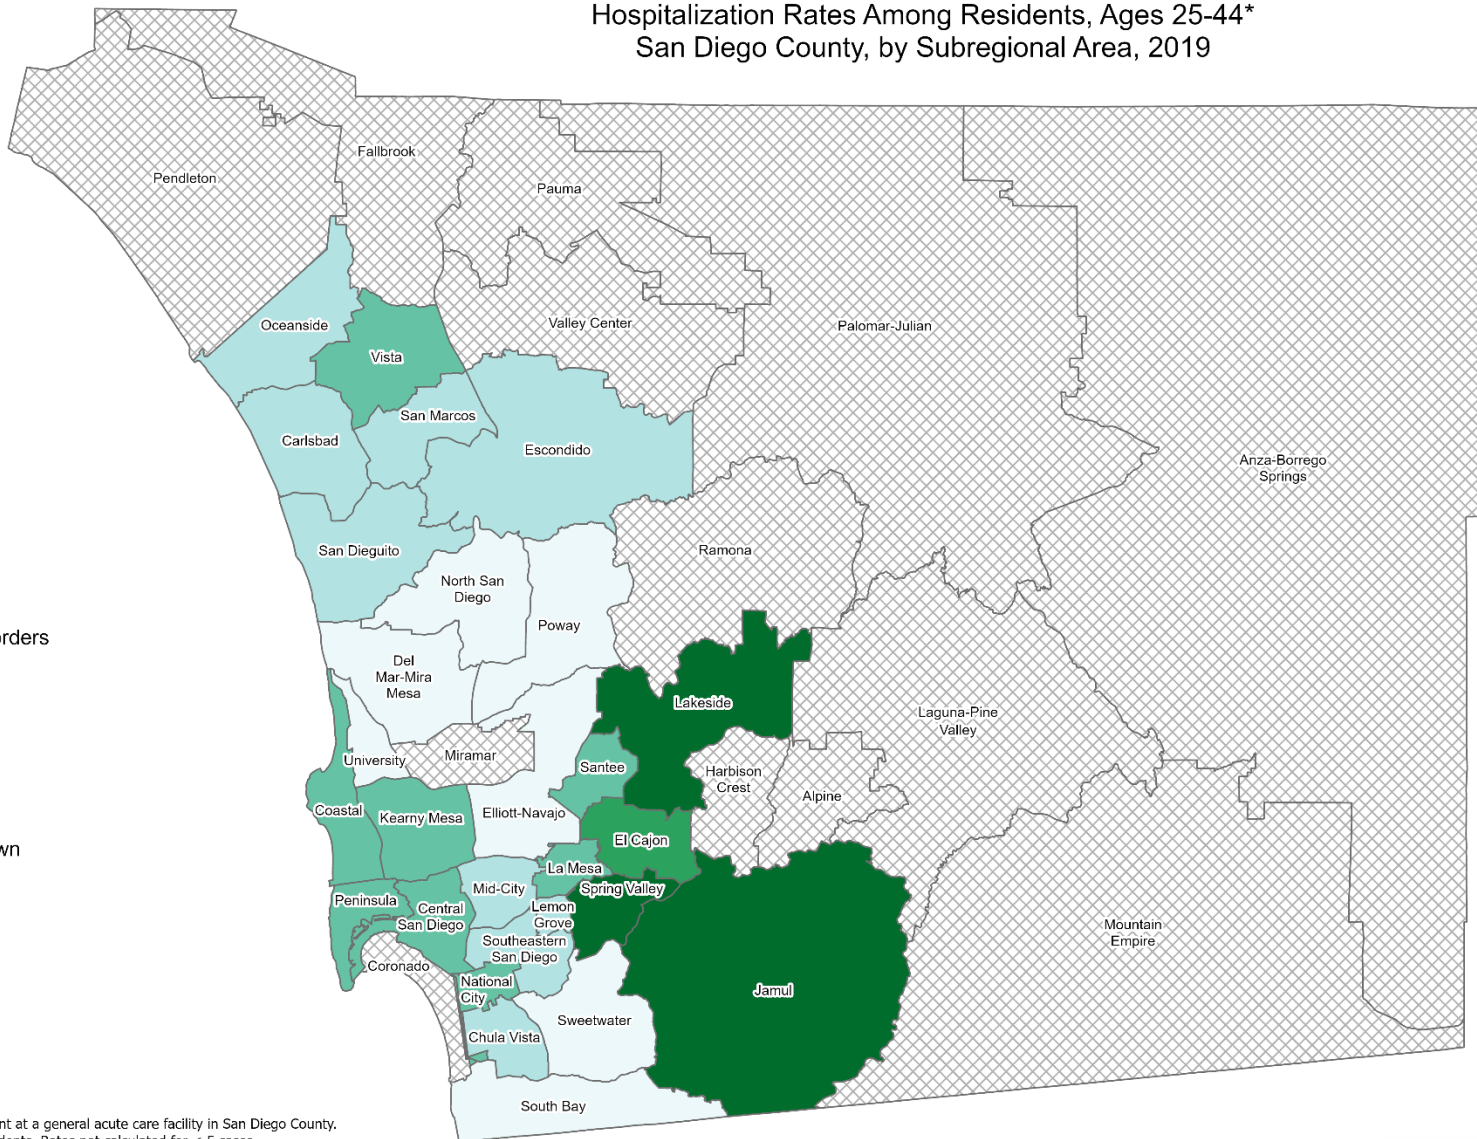 Hospitalization Rates Among Residents, Ages 25-44*
San Diego County, by Subregional Area, 2019
Fallbrook
Pendleton
Pauma
Oceanside
Valley Center
Palomar-Julian
Vista
San Marcos
Carlsbad
Escondido
Anza-Borrego
Springs
San Dieguito
Ramona
North San
Diego
Poway
orders
Del
Mar-Mira
Mesa
Lakeside
Laguna-Pine
Valley
University
Miramar
Santee
Harbison
Crest
Alpine
Coastal
Kearny Mesa
Elliott-Navajo
El Cajon
wn
La Mesa
Mid-City
Spring Valley
Peninsula
Central
San Diego
Lemon
Grove
Southeastern
San Diego
Mountain
Empire
Coronado
National
City
Jamul
Sweetwater
Chula Vista
South Bay
nt at a general acute care facility in San Diego County.